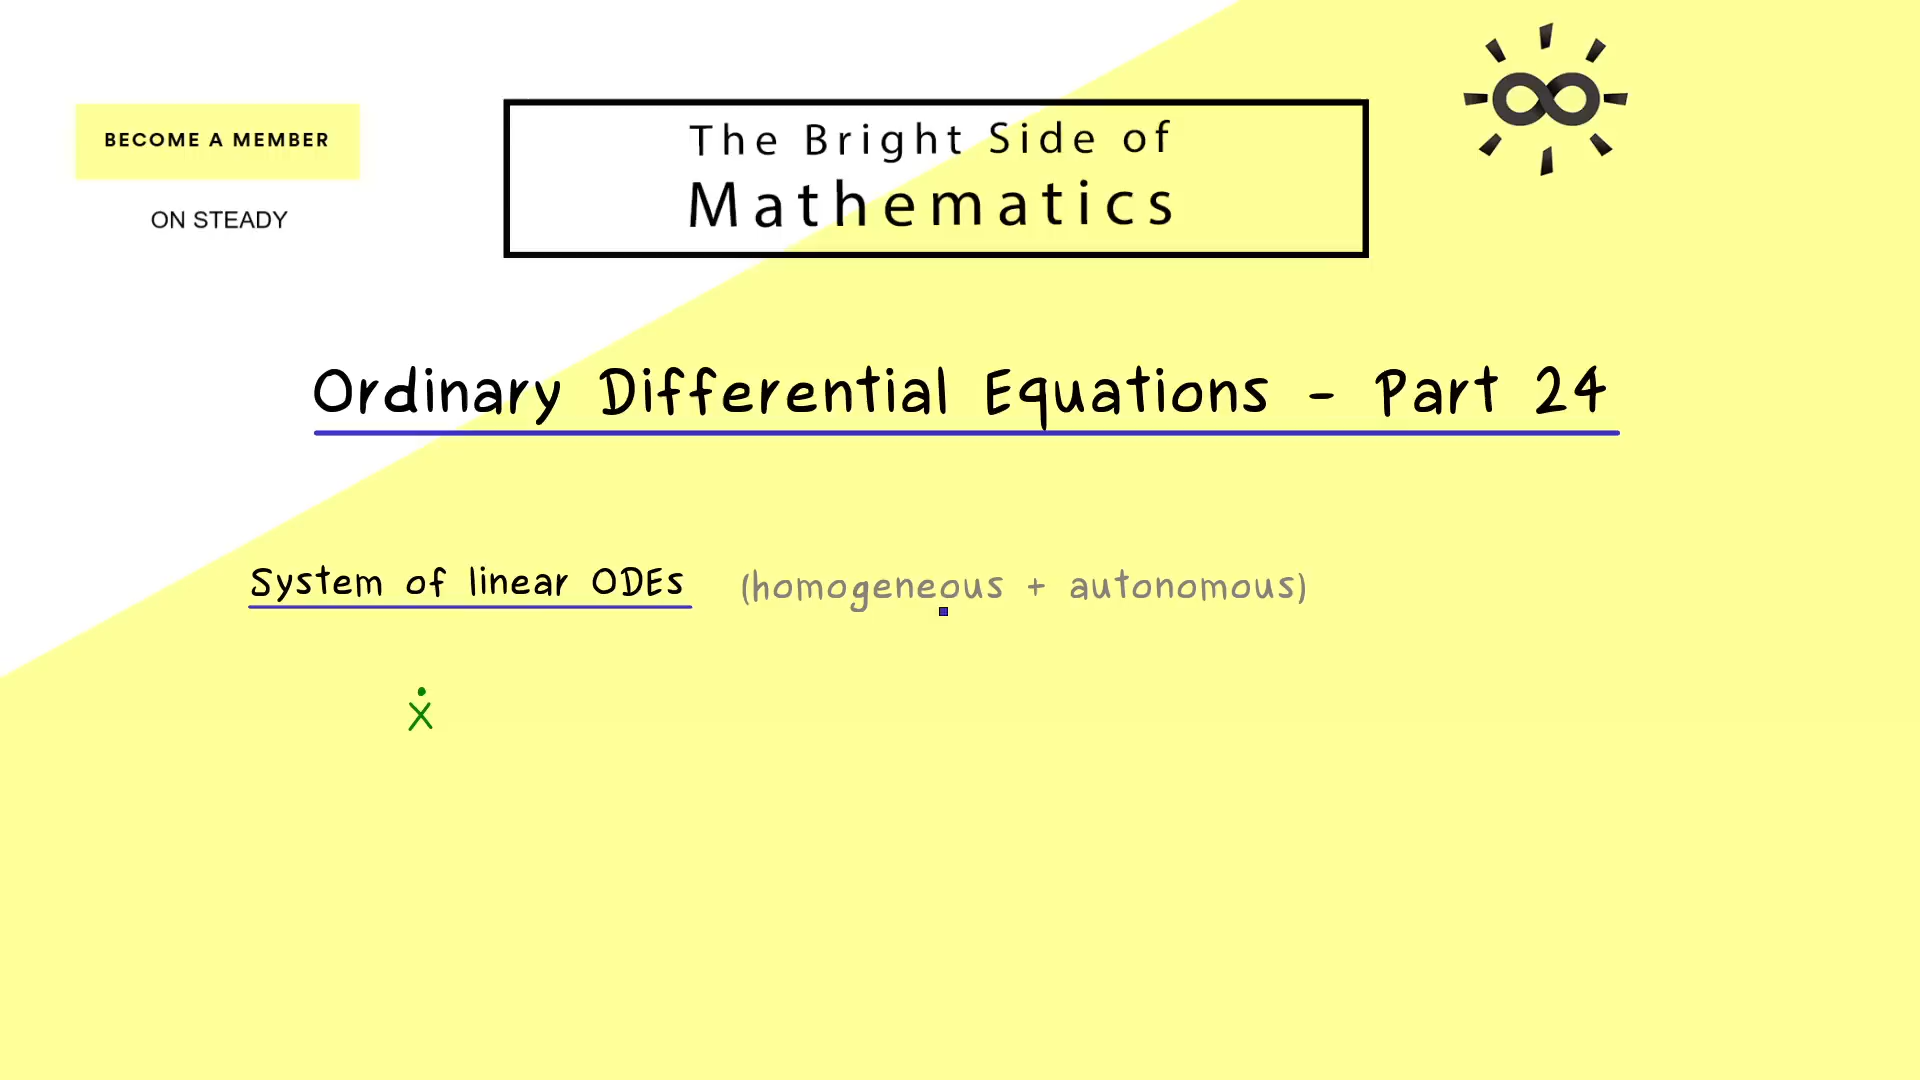 BECOME A MEMBER
ON STEADY
The Bright Side of
Mathematics
Ordinary Differential Equations - Part 24
System of linear ODEs (homogeneous + autonomous)
ẋ